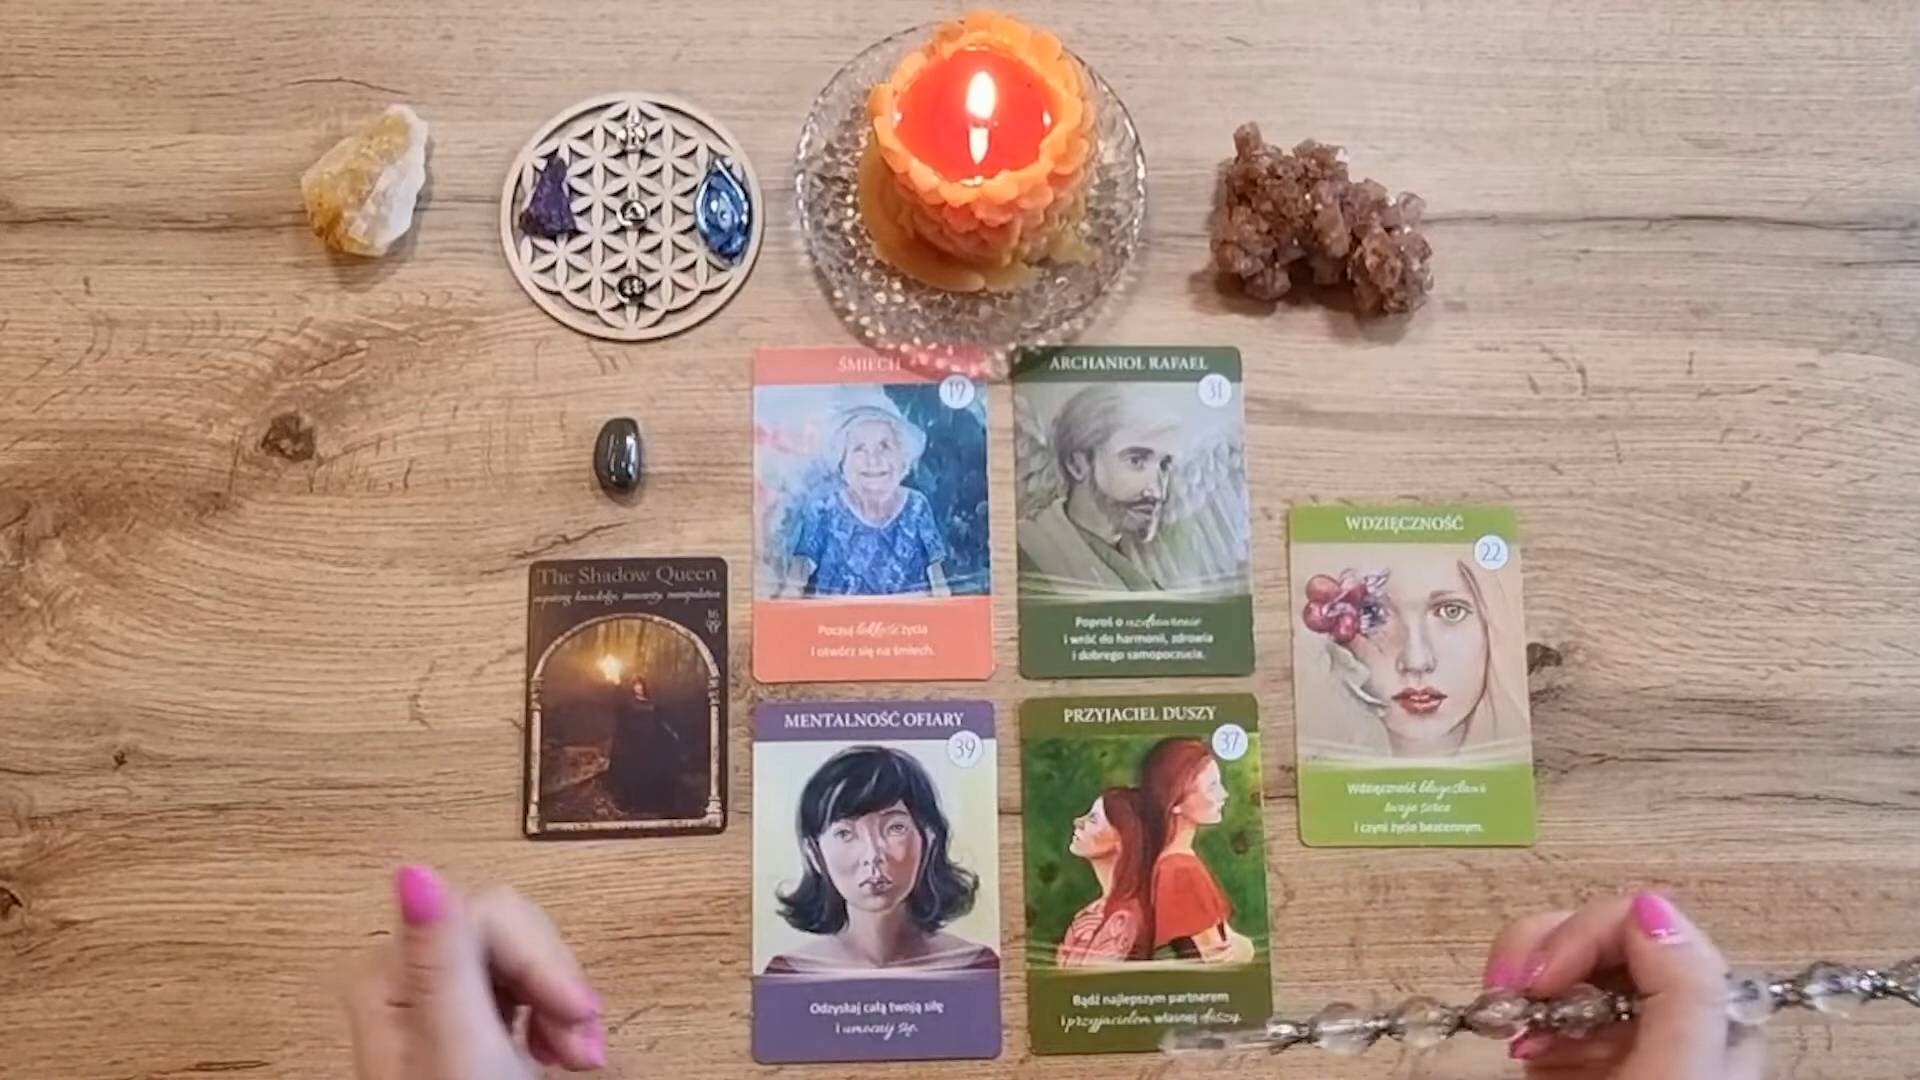 ŚMIECH
19
Poczuj lekkość życia
i otwórz się na śmiech.
ARCHANIOŁ RAFAEL
31
Poproś o uzdrowienie
i wróć do harmonii, zdrowia
i dobrego samopoczucia.
WDZIĘCZNOŚĆ
22
Wdzięczność błogosławi
twoje serce
i czyni życie bezcennym.
The Shadow Queen
16
MENTALNOŚĆ OFIARY
39
Odzyskaj całą twoją siłę
i umocnij się.
PRZYJACIEL DUSZY
37
Bądź najlepszym partnerem
i przyjacielem własnej duszy.